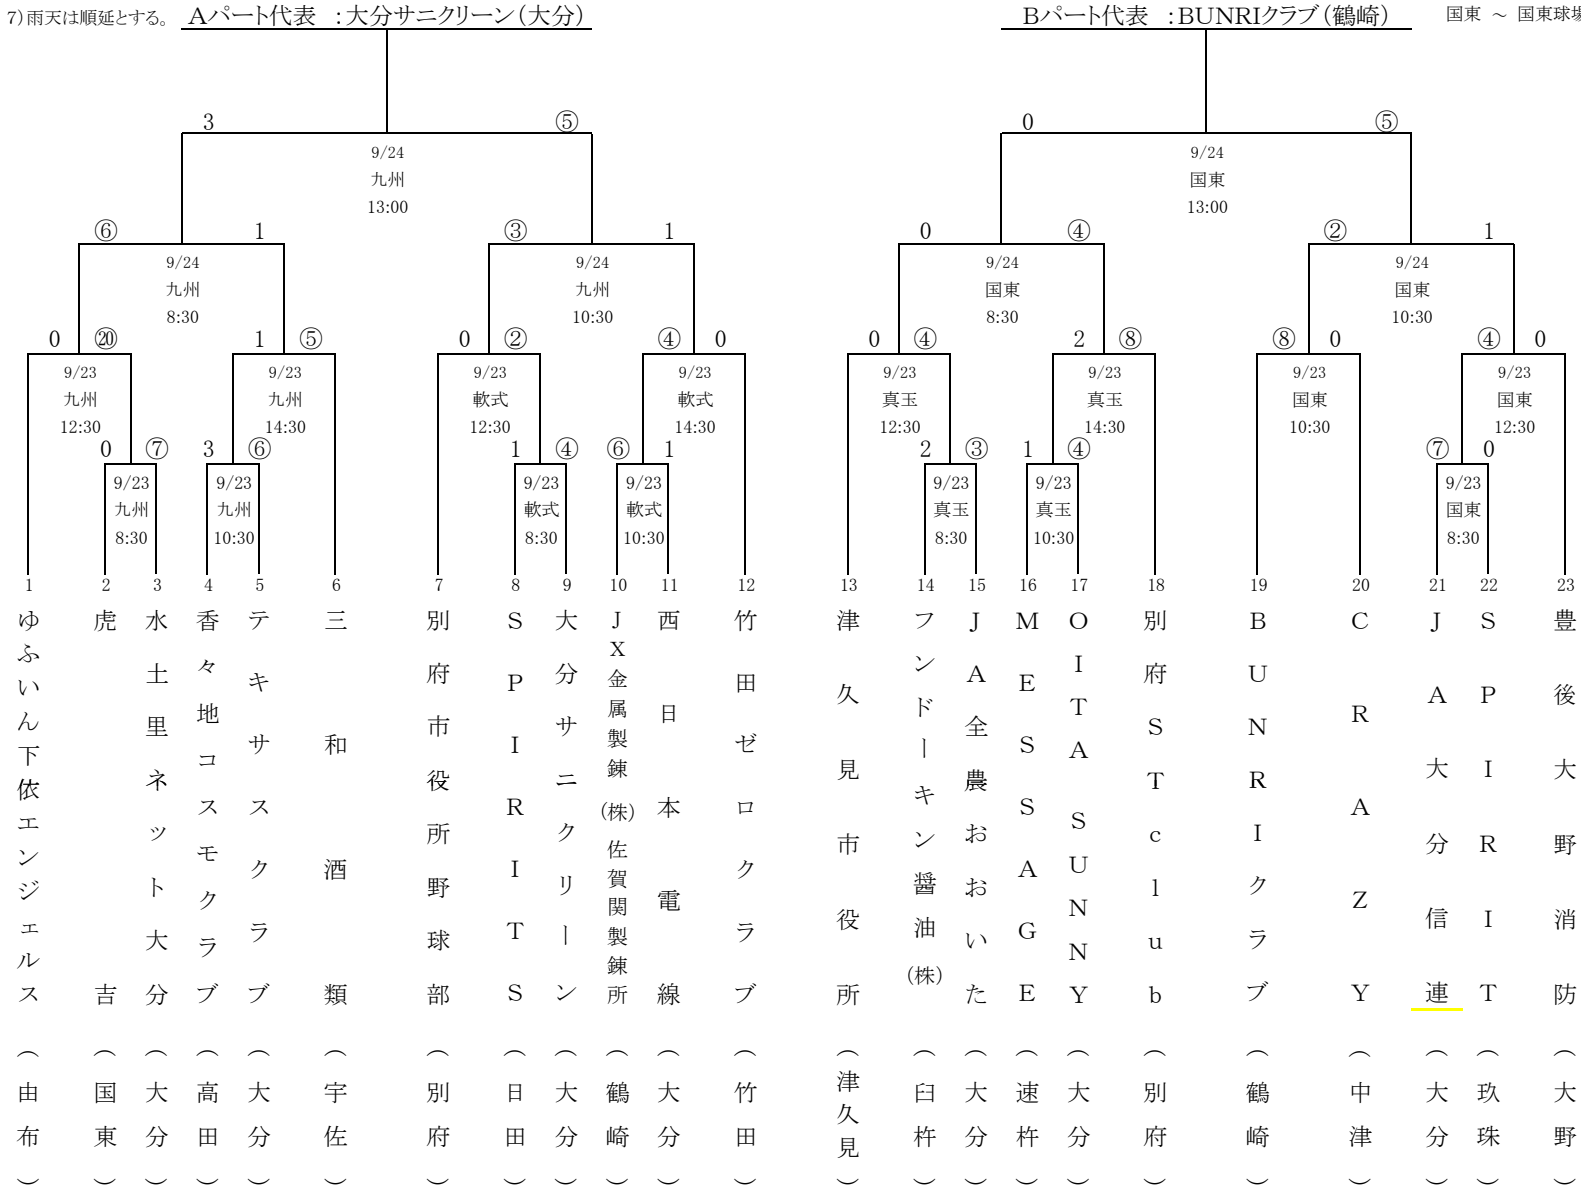 7)雨天は順延とする。 Aパート代表 :大分サニクリーン(大分) Bパート代表 :BUNRIクラブ(鶴崎) 国東 ～ 国東球場
3 ⑤ 0 ⑤
9/24 9/24
九州 国東
13:00 13:00
⑥ 1 ③ 1 0 ④ ② 1
9/24 9/24 9/24 9/24
九州 九州 国東 国東
8:30 10:30 8:30 10:30
0 1 ⑤ 0 ② ④ 0 0 ④ 2 ⑧ ⑧ 0 ④ 0
9/23 9/23 9/23 9/23 9/23 9/23 9/23 9/23
九州 九州 軟式 軟式 真玉 真玉 国東 国東
12:30 14:30 12:30 14:30 12:30 14:30 10:30 12:30
0 ⑦ 3 ⑥ 1 ④ ⑥ 1 2 ③ 1 ④ ⑦ 0
9/23 9/23 9/23 9/23 9/23 9/23 9/23
九州 九州 軟式 軟式 真玉 真玉 国東
8:30 10:30 8:30 10:30 8:30 10:30 8:30
1 2 3 4 5 6 7 8 9 10 11 12 13 14 15 16 17 18 19 20 21 22 23
ゆふいん下依エンジェルス(由布)
虎吉(国東)
水土里ネット大分(大分)
香々地コスモクラブ(高田)
テキサスクラブ(大分)
三和酒類(宇佐)
別府市役所野球部(別府)
SPIRITS(日田)
大分サニクリーン(大分)
JX金属製錬(株)佐賀関製錬所(鶴崎)
西日本電線(大分)
竹田ゼロクラブ(竹田)
津久見市役所(津久見)
フンドーキン醤油(株)(臼杵)
JA全農おおいた(大分)
MESSAGE(速杵)
OITA SUNNY(大分)
別府STclub(別府)
BUNRIクラブ(鶴崎)
CRAZY(中津)
JA大分信連(大分)
SPIRIT(玖珠)
豊後大野消防(大野)